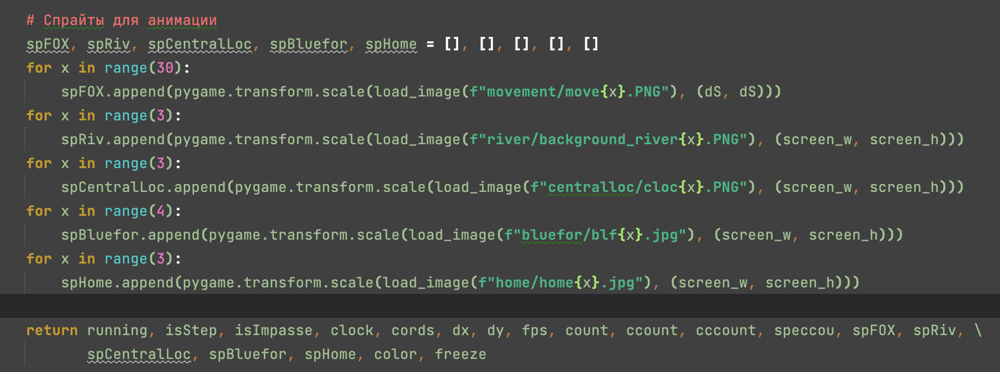 # Спрайты для анимации
spFOX, spRiv, spCentralLoc, spBluefor, spHome = [], [], [], [], []
for x in range(30):
    spFOX.append(pygame.transform.scale(load_image(f"movement/move{x}.PNG"), (dS, dS)))
for x in range(3):
    spRiv.append(pygame.transform.scale(load_image(f"river/background_river{x}.PNG"), (screen_w, screen_h)))
for x in range(3):
    spCentralLoc.append(pygame.transform.scale(load_image(f"centralloc/cloc{x}.PNG"), (screen_w, screen_h)))
for x in range(4):
    spBluefor.append(pygame.transform.scale(load_image(f"bluefor/blf{x}.jpg"), (screen_w, screen_h)))
for x in range(3):
    spHome.append(pygame.transform.scale(load_image(f"home/home{x}.jpg"), (screen_w, screen_h)))
return running, isStep, isImpasse, clock, cords, dx, dy, fps, count, ccount, cccount, speccou, spFOX, spRiv, \
       spCentralLoc, spBluefor, spHome, color, freeze